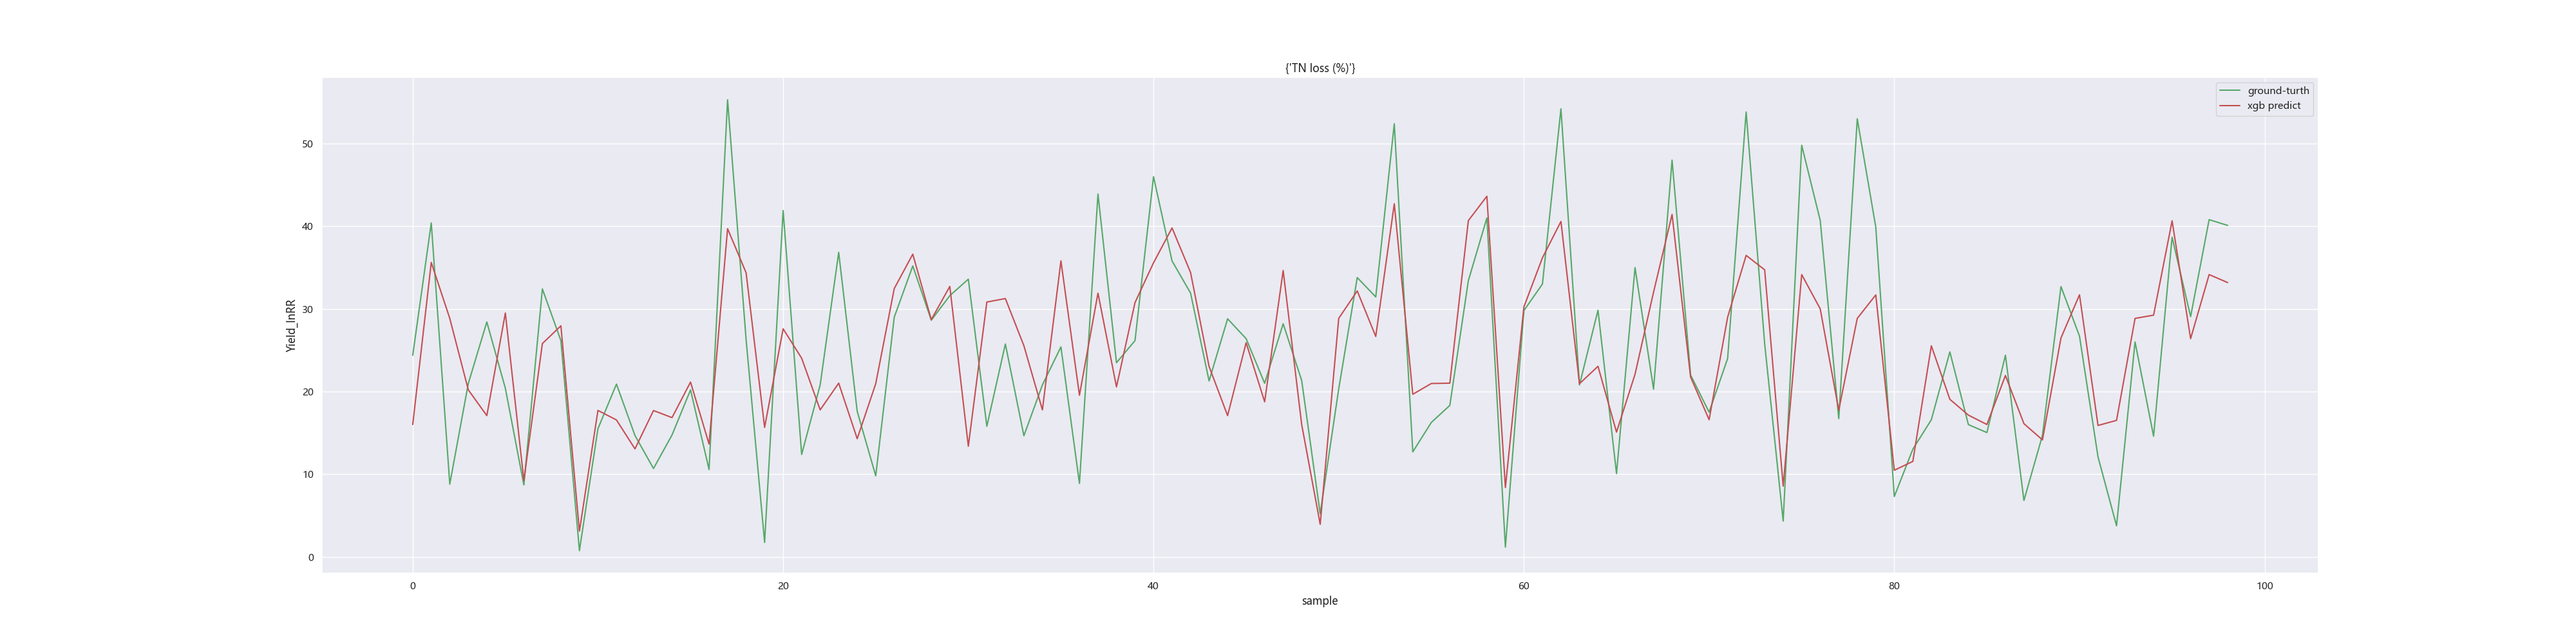 {'TN loss (%)'}
ground-turth
xgb predict
Yield_lnRR
50
40
30
20
10
0
0 20 40 60 80 100
sample